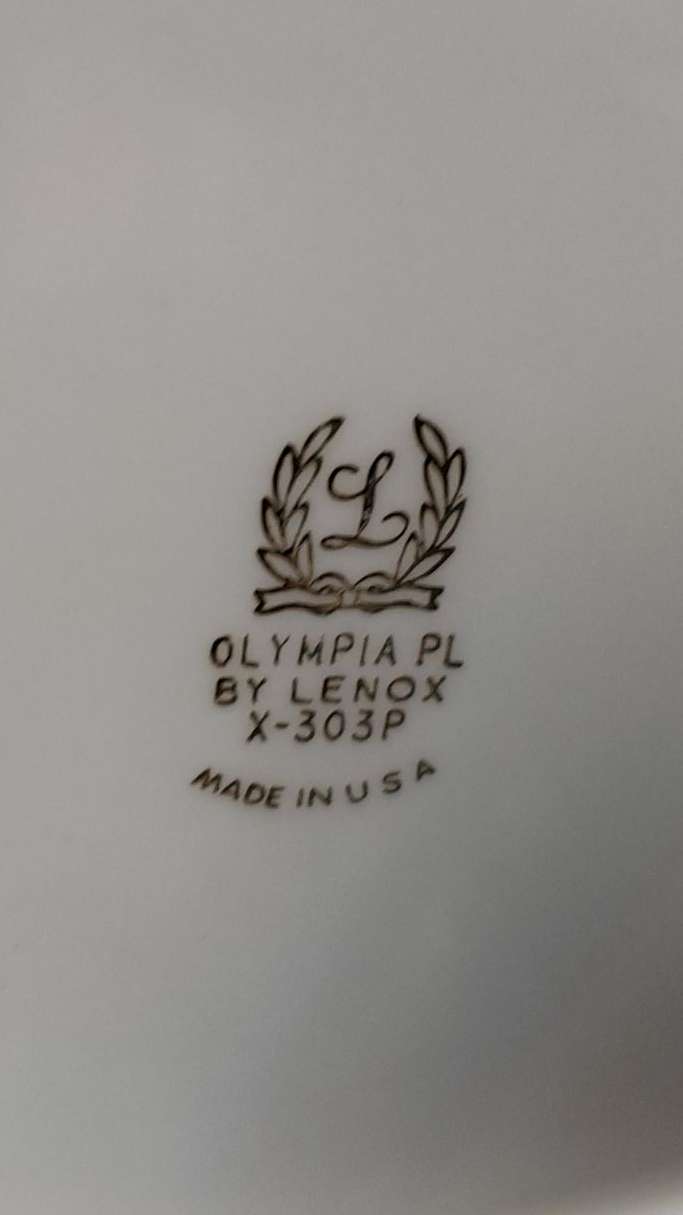 L
OLYMPIA PL
BY LENOX
X-303P
MADE IN USA